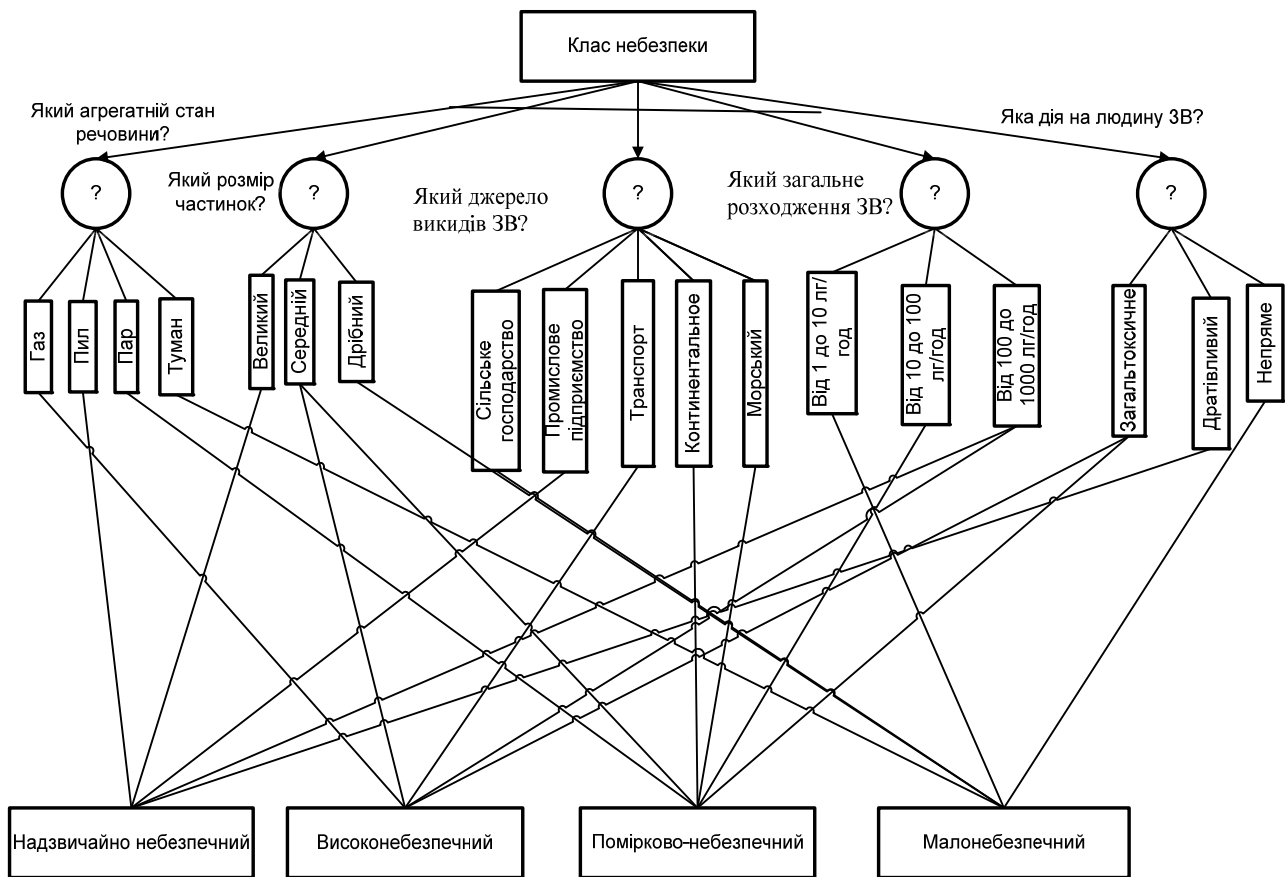 Клас небезпеки
Який агрегатній стан
речовини?
Яка дія на людину ЗВ?
Який розмір
частинок?
Який джерело
викидів ЗВ?
Який загальне
розходження ЗВ?
?
?
?
?
?
Газ
Пил
Пар
Туман
Великий
Середній
Дрібний
Сільське
господарство
Промислове
підприємство
Транспорт
Континентальное
Морський
Від 1 до 10 лг/
год
Від 10 до 100
лг/год
Від 100 до
1000 лг/год
Загальтоксичне
Дратівливий
Непряме
Надзвичайно небезпечний
Високонебезпечний
Помірково-небезпечний
Малонебезпечний